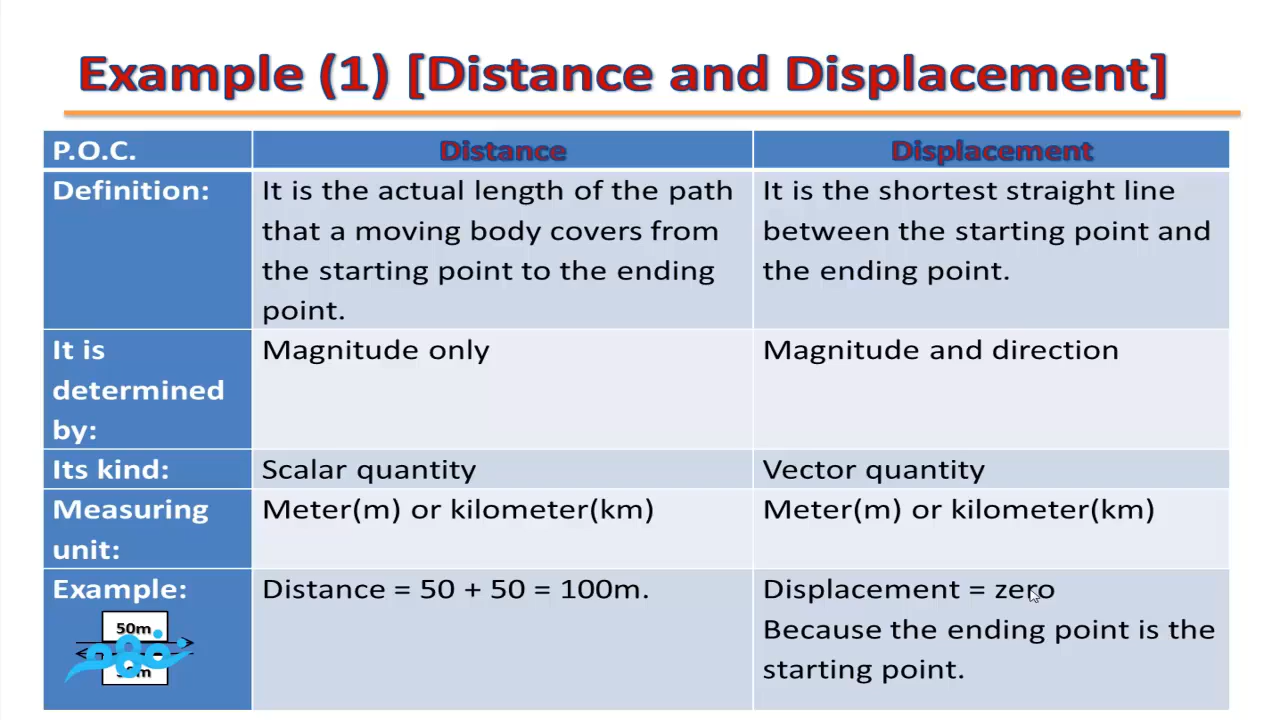 Example (1) [Distance and Displacement]
P.O.C.
Distance
Displacement
Definition:
It is the actual length of the path
that a moving body covers from
the starting point to the ending
point.
It is the shortest straight line
between the starting point and
the ending point.
It is
determined
by:
Magnitude only
Magnitude and direction
Its kind:
Scalar quantity
Vector quantity
Measuring
unit:
Meter(m) or kilometer(km)
Meter(m) or kilometer(km)
Example:
50m
Distance = 50 + 50 = 100m.
Displacement = zero
Because the ending point is the
starting point.